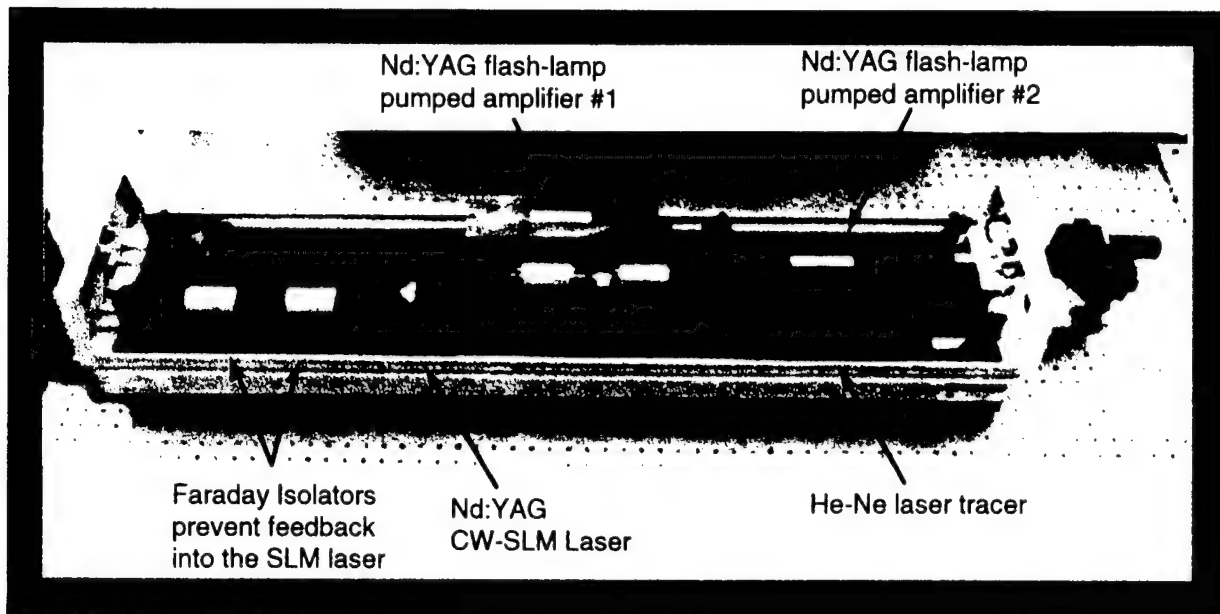 Nd:YAG flash-lamp
pumped amplifier #1
Nd:YAG flash-lamp
pumped amplifier #2
Faraday Isolators
prevent feedback
into the SLM laser
Nd:YAG
CW-SLM Laser
He-Ne laser tracer